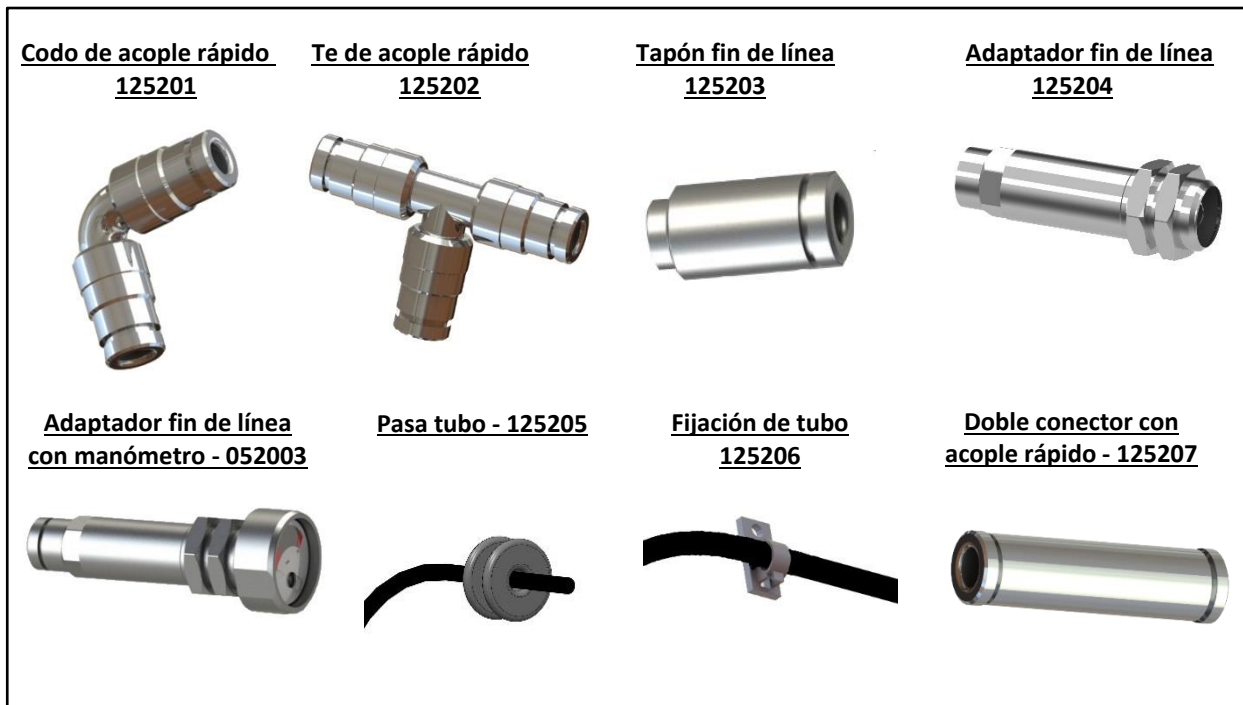 Codo de acople rápido
125201
Te de acople rápido
125202
Tapón fin de línea
125203
Adaptador fin de línea
125204
Adaptador fin de línea
con manómetro - 052003
Pasa tubo - 125205
Fijación de tubo
125206
Doble conector con
acople rápido - 125207